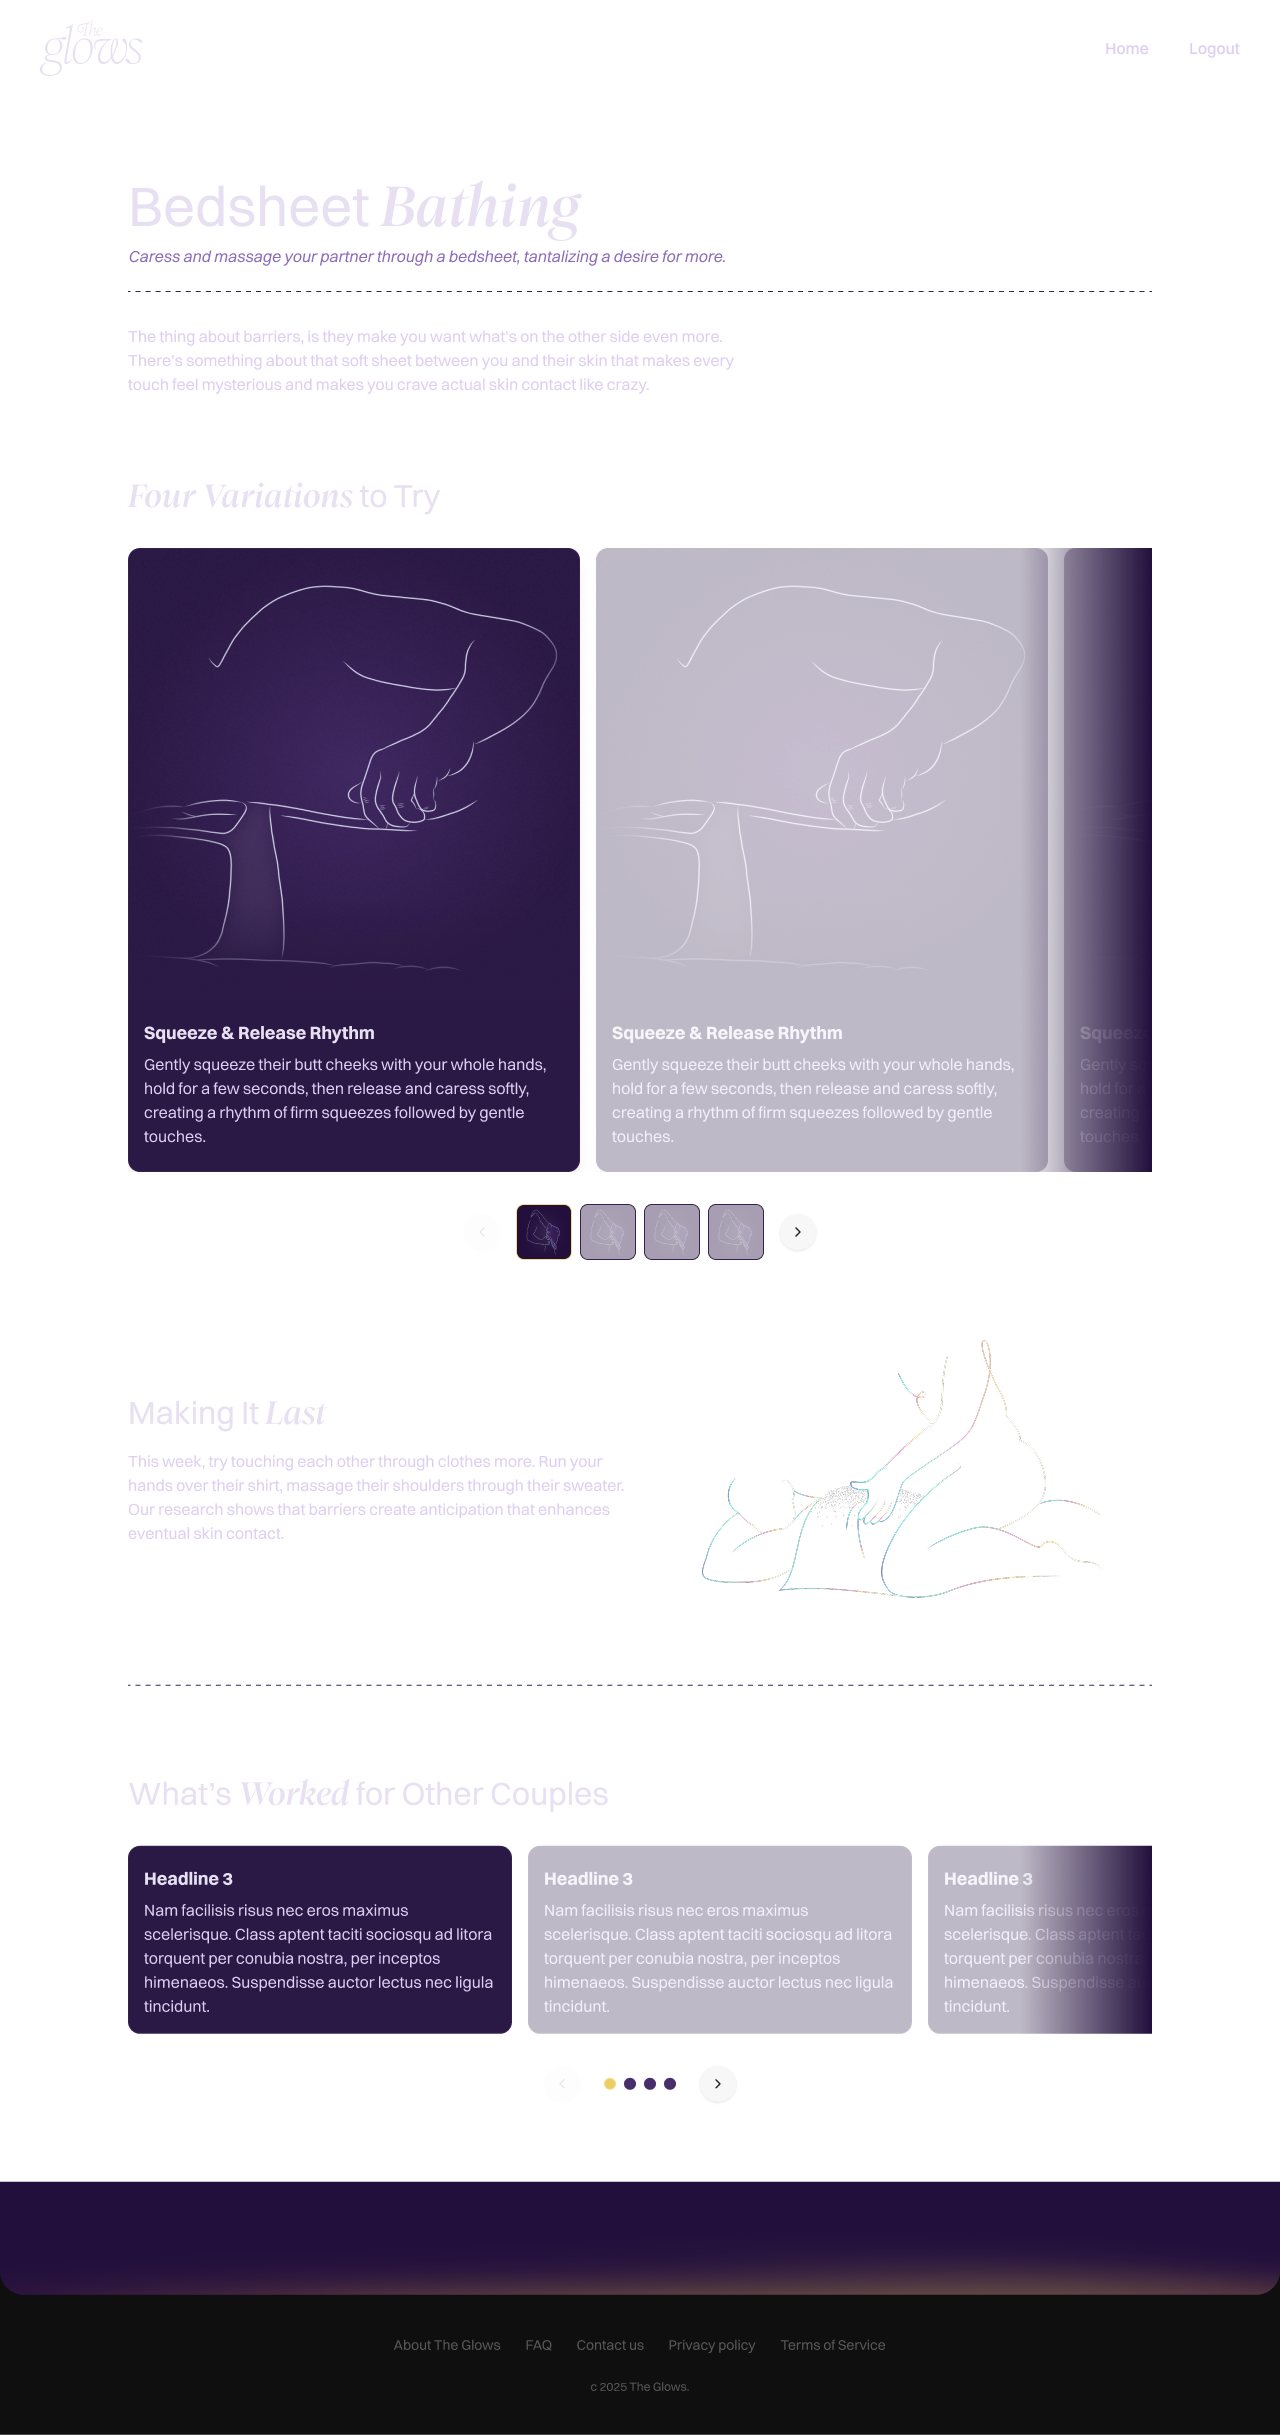 The
glows
Home Logout
Bedsheet Bathing
Caress and massage your partner through a bedsheet, tantalizing a desire for more.
The thing about barriers, is they make you want what's on the other side even more.
There's something about that soft sheet between you and their skin that makes every
touch feel mysterious and makes you crave actual skin contact like crazy.
Four Variations to Try
Squeeze & Release Rhythm
Gently squeeze their butt cheeks with your whole hands,
hold for a few seconds, then release and caress softly,
creating a rhythm of firm squeezes followed by gentle
touches.
Squeeze & Release Rhythm
Gently squeeze their butt cheeks with your whole hands,
hold for a few seconds, then release and caress softly,
creating a rhythm of firm squeezes followed by gentle
touches.
Gently
hold for
creating
touches.
Making It Last
This week, try touching each other through clothes more. Run your
hands over their shirt, massage their shoulders through their sweater.
Our research shows that barriers create anticipation that enhances
eventual skin contact.
What's Worked for Other Couples
Headline 3
Nam facilisis risus nec eros maximus
scelerisque. Class aptent taciti sociosqu ad litora
torquent per conubia nostra, per inceptos
himenaeos. Suspendisse auctor lectus nec ligula
tincidunt.
Headline 3
Nam facilisis risus nec eros maximus
scelerisque. Class aptent taciti sociosqu ad litora
torquent per conubia nostra, per inceptos
himenaeos. Suspendisse auctor lectus nec ligula
tincidunt.
Headline 3
Nam facilisis risus nec eros
scelerisque. Class aptent
torquent per conubia nostra
himenaeos. Suspendisse
tincidunt.
About The Glows FAQ Contact us Privacy policy Terms of Service
c 2025 The Glows.